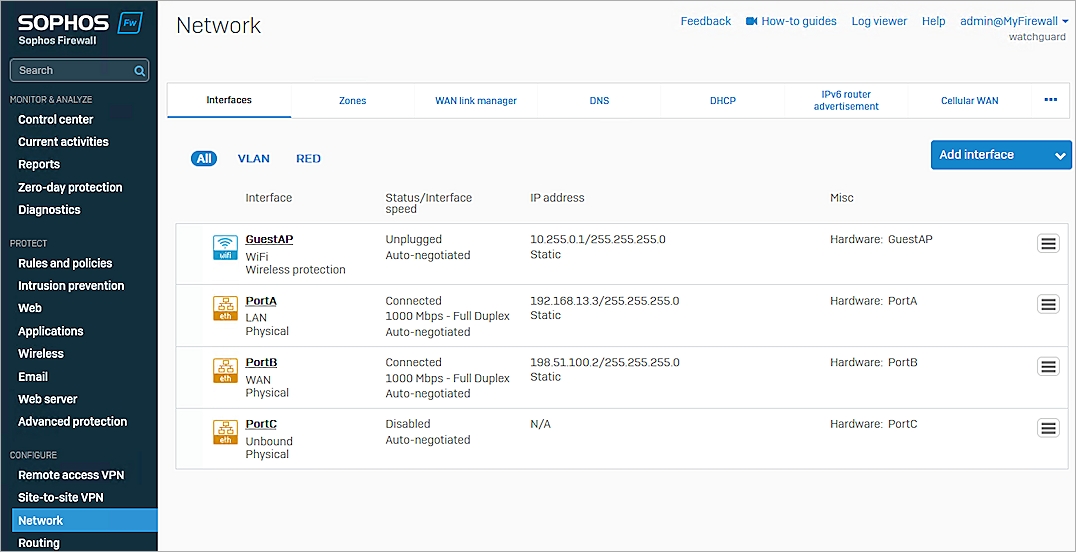 SOPHOS Fw
Sophos Firewall
Search
MONITOR & ANALYZE
Control center
Current activities
Reports
Zero-day protection
Diagnostics
PROTECT
Rules and policies
Intrusion prevention
Web
Applications
Wireless
Email
Web server
Advanced protection
CONFIGURE
Remote access VPN
Site-to-site VPN
Network
Routing
Network
Feedback How-to guides Log viewer Help admin@MyFirewall
watchguard
Interfaces Zones WAN link manager DNS DHCP IPv6 router advertisement Cellular WAN
All VLAN RED
Add interface
Interface Status/Interface speed IP address Misc
wifi
GuestAP Unplugged 10.255.0.1/255.255.255.0 Hardware: GuestAP
WiFi Auto-negotiated Static
Wireless protection
eth
PortA Connected 192.168.13.3/255.255.255.0 Hardware: PortA
LAN 1000 Mbps - Full Duplex Static
Physical Auto-negotiated
eth
PortB Connected 198.51.100.2/255.255.255.0 Hardware: PortB
WAN 1000 Mbps - Full Duplex Static
Physical Auto-negotiated
eth
PortC Disabled N/A Hardware: PortC
Unbound Auto-negotiated
Physical